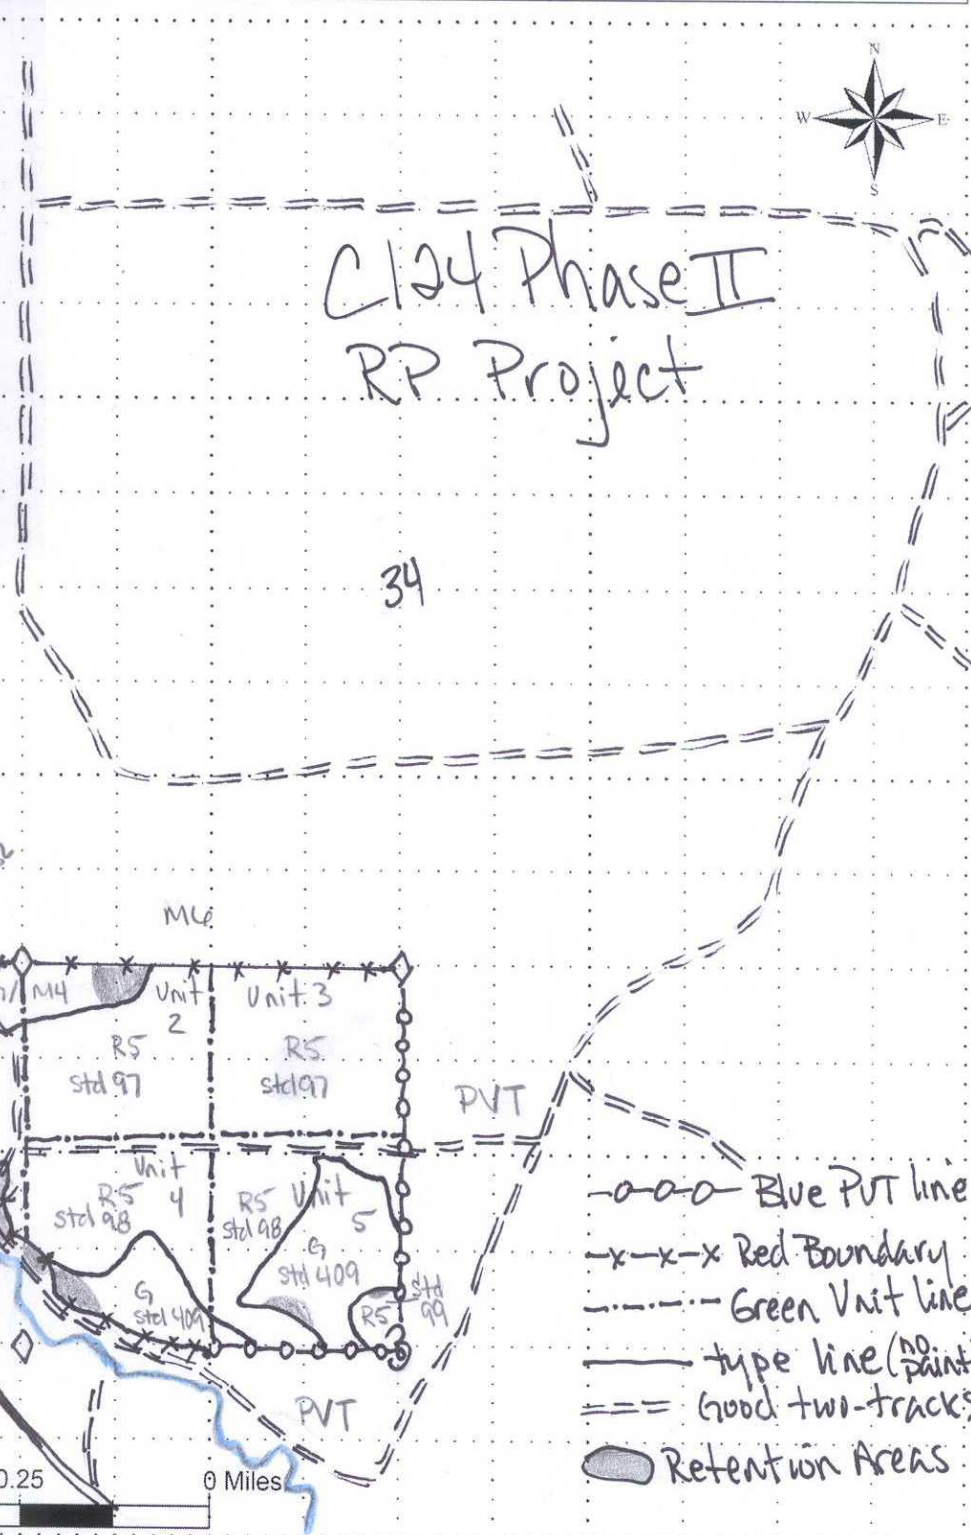 N
W E
S
C124 Phase II
RP Project
34
M6
M4
Unit
2
Unit 3
R5
std 97
R5
std 97
PVT
Unit
4
R5
std 98
R5
std 98
Unit
5
G
std 409
G
std 409
R5
std
99
PVT
-o-o-o- Blue PVT line
-x-x-x Red Boundary
Green Unit line
type line (no paint
Good two-tracks
Retention Areas
0.25
0 Miles